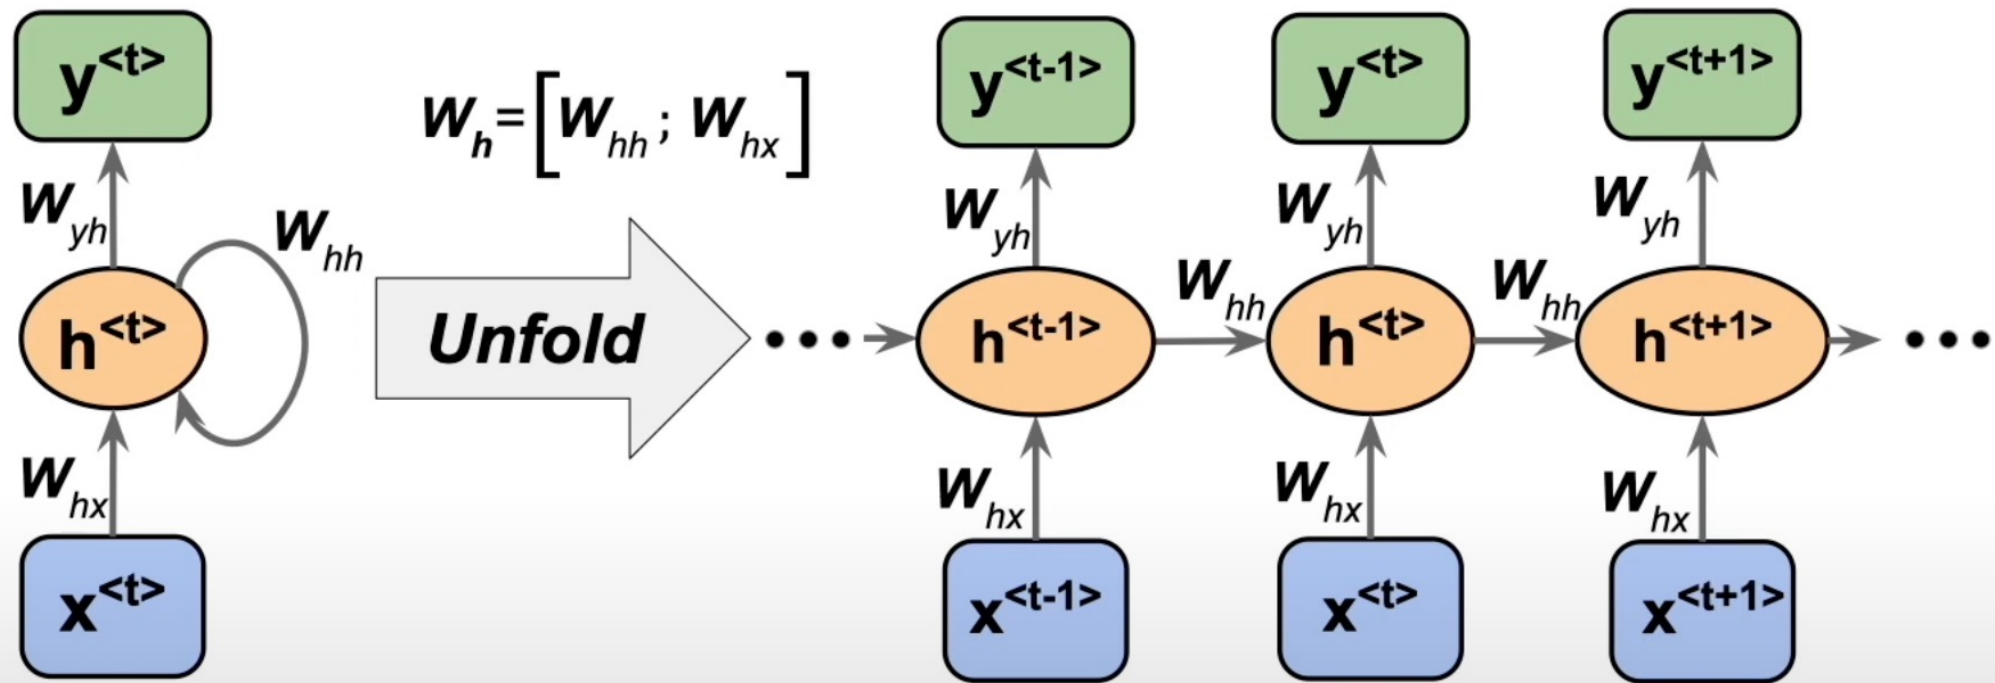 y<t>
W_h=[W_hh ; W_hx]
y<t-1>
y<t>
y<t+1>
W_yh
W_hh
W_yh
W_yh
W_yh
h<t>
Unfold
•••
h<t-1>
W_hh
h<t>
W_hh
h<t+1>
•••
W_hx
W_hx
W_hx
W_hx
x<t>
x<t-1>
x<t>
x<t+1>